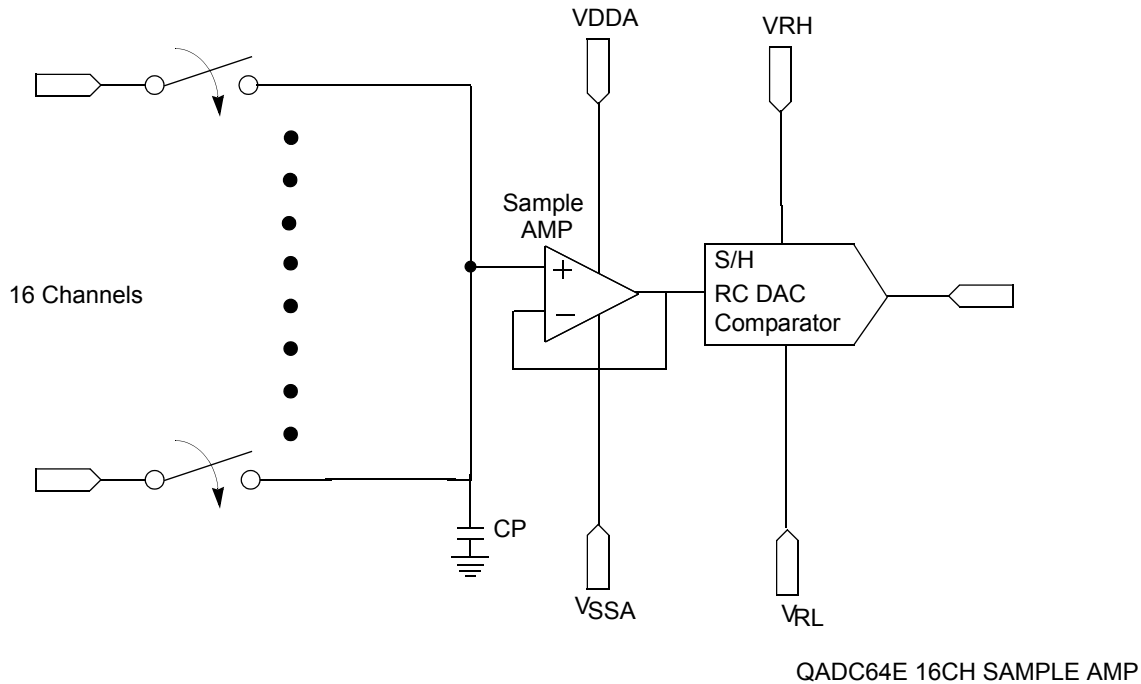 VDDA
VRH
Sample
AMP
+
−
S/H
RC DAC
Comparator
16 Channels
CP
VSSA
VRL
QADC64E 16CH SAMPLE AMP